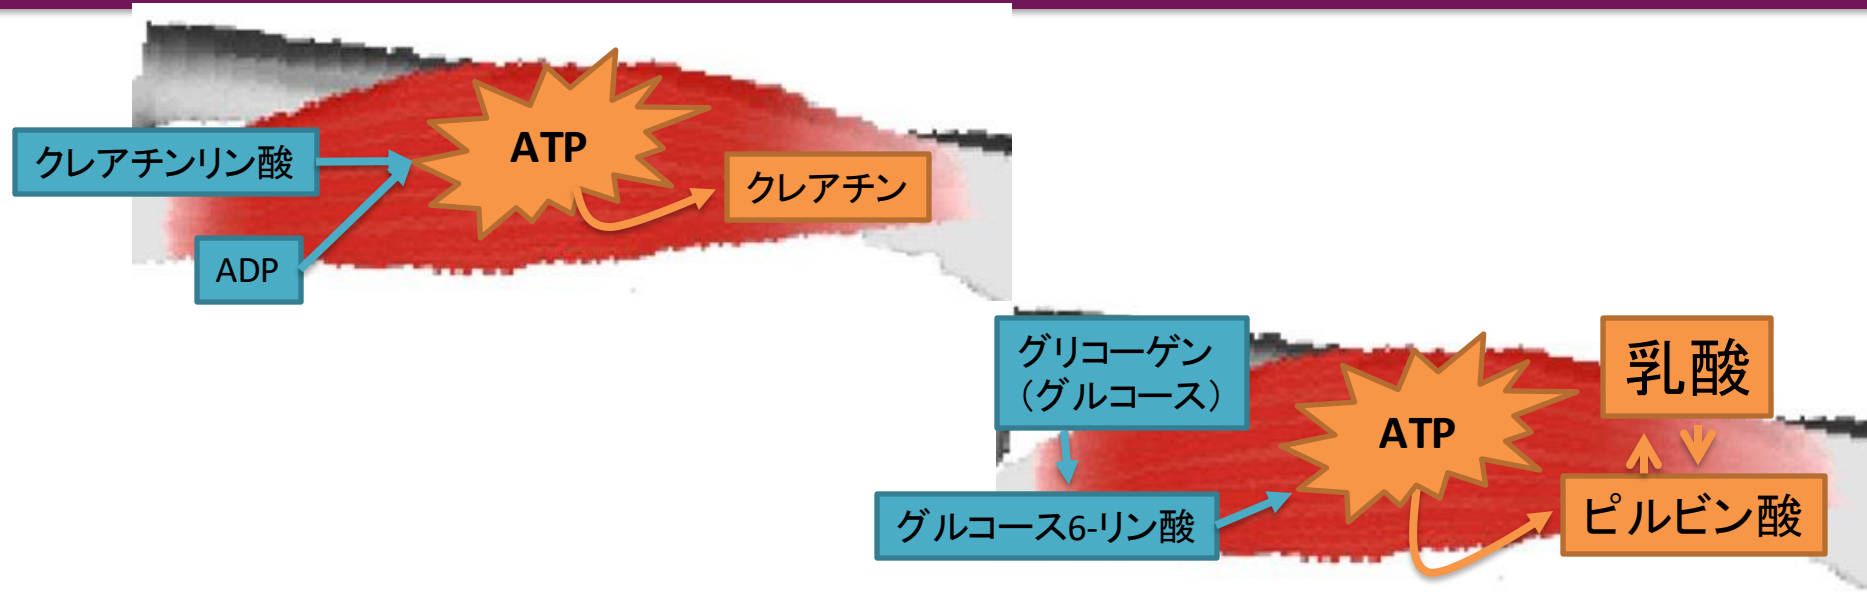 クレアチンリン酸
ATP
クレアチン
ADP
グリコーゲン
（グルコース）
乳酸
ATP
グルコース6-リン酸
ピルビン酸